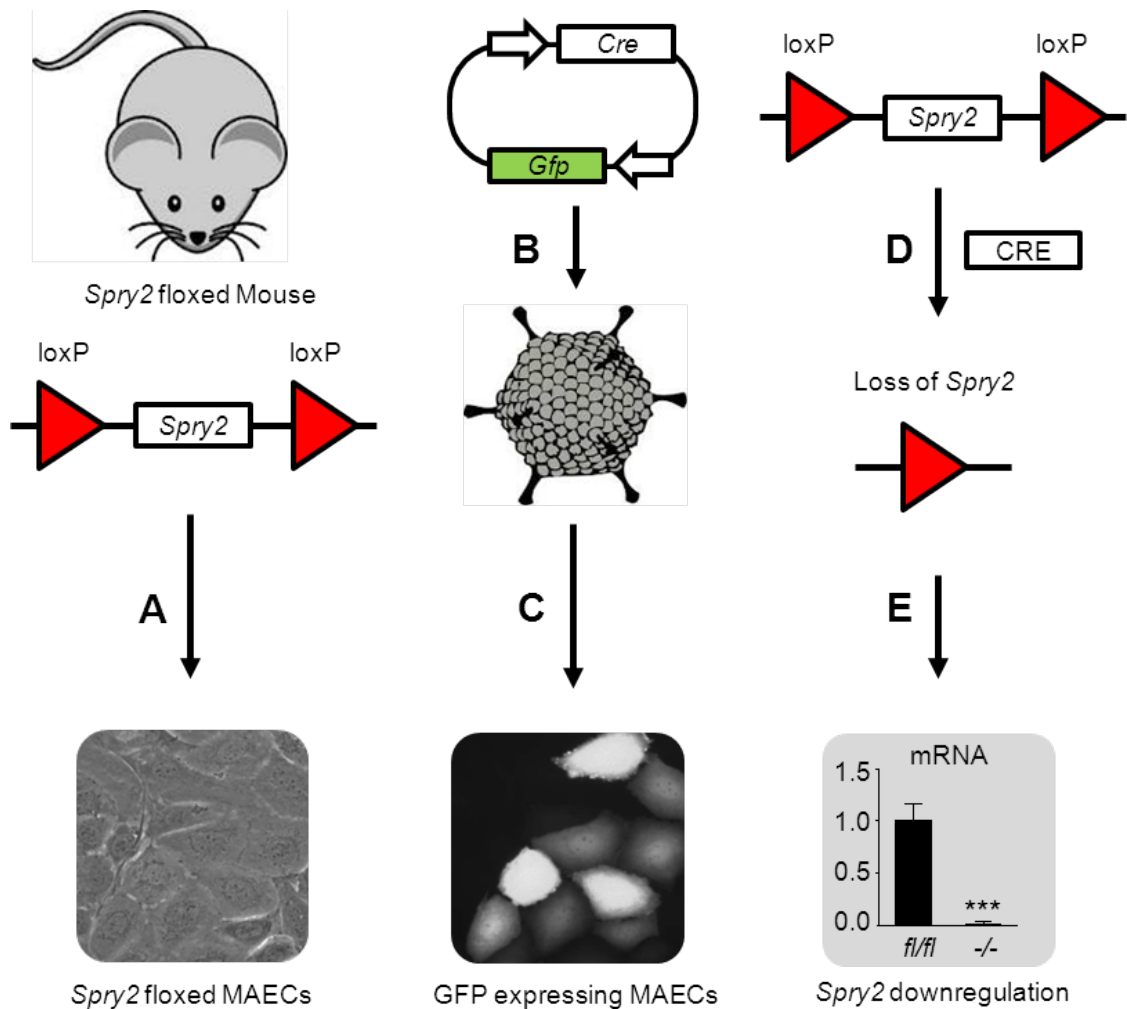 Spry2 floxed Mouse
loxP
loxP
Spry2
A
Spry2 floxed MAECs
Cre
Gfp
B
C
GFP expressing MAECs
loxP
loxP
Spry2
D
CRE
Loss of Spry2
E
mRNA
1.5
1.0
0.5
0.0
***
fl/fl
-/-
Spry2 downregulation